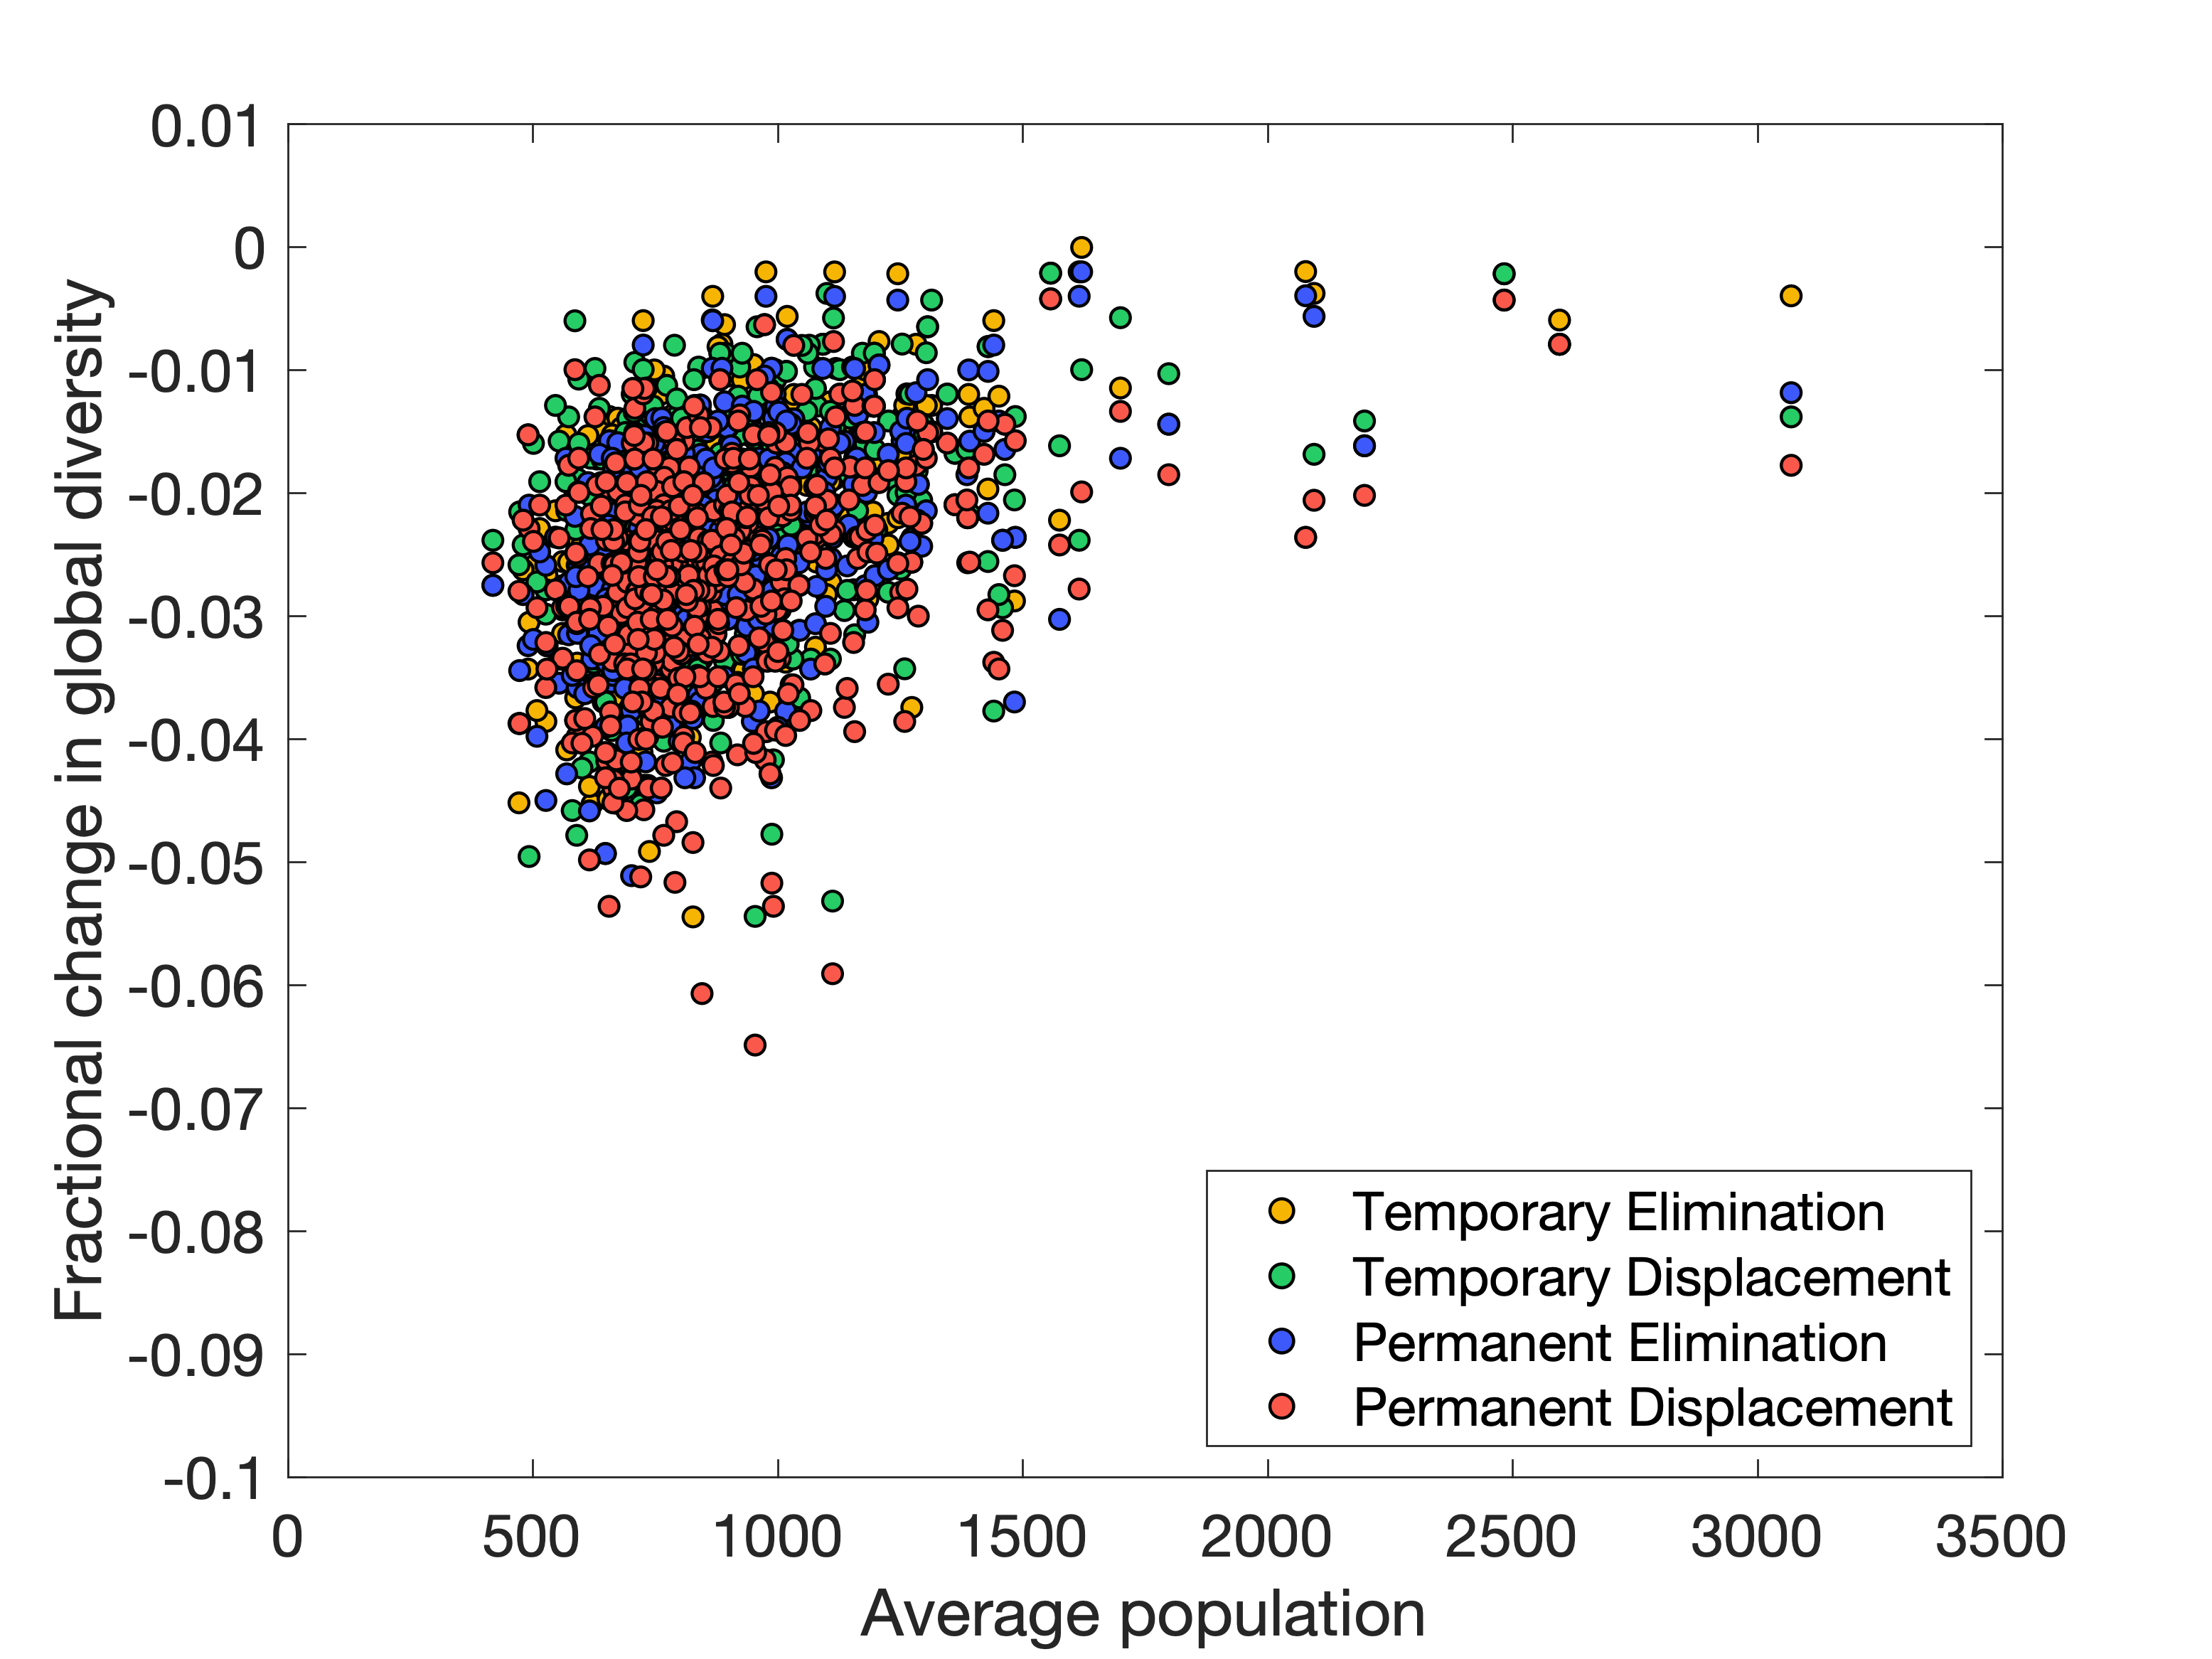 0.01
0
-0.01
-0.02
-0.03
-0.04
-0.05
-0.06
-0.07
-0.08
-0.09
-0.1
Fractional change in global diversity
Temporary Elimination
Temporary Displacement
Permanent Elimination
Permanent Displacement
0 500 1000 1500 2000 2500 3000 3500
Average population